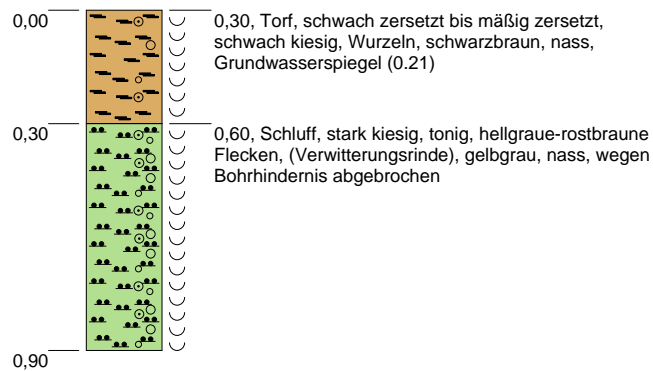 0,00
0,30, Torf, schwach zersetzt bis mäßig zersetzt,
schwach kiesig, Wurzeln, schwarzbraun, nass,
Grundwasserspiegel (0.21)
0,30
0,60, Schluff, stark kiesig, tonig, hellgraue-rostbraune
Flecken, (Verwitterungsrinde), gelbgrau, nass, wegen
Bohrhindernis abgebrochen
0,90